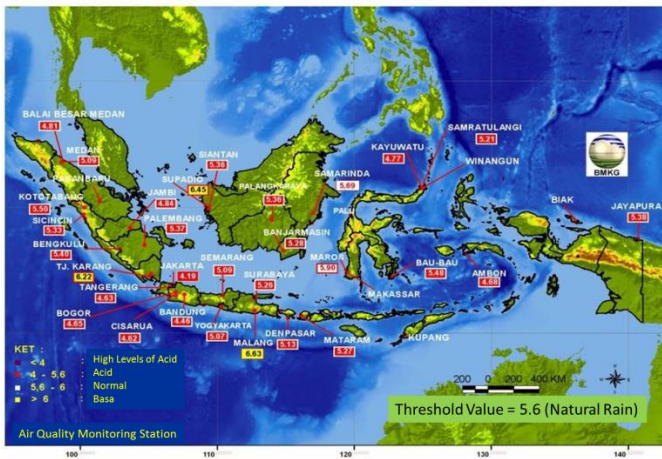 BALAI BESAR MEDAN
4.81
MEDAN
5.09
PAKANBARU
KOTOTABANG
5.50
SICINCIN
5.33
BENGKULU
5.40
TJ. KARANG
6.22
TANGERANG
4.63
BOGOR
4.65
CISARUA
4.62
JAMBI
4.84
PALEMBANG
5.37
JAKARTA
4.19
BANDUNG
4.46
SEMARANG
5.09
YOGYAKARTA
5.07
SURABAYA
5.26
MALANG
6.63
DENPASAR
5.13
MATARAM
5.27
KUPANG
SUPADIO
6.45
SIANTAN
5.36
PALANGKARAYA
5.36
SAMARINDA
5.69
BANJARMASIN
5.28
PALU
MARON
5.90
MAKASSAR
BAU-BAU
5.48
KAYUWATU
4.77
SAMRATULANGI
5.21
WINANGUN
AMBON
4.68
BIAK
JAYAPURA
5.38
BMKG
KET :
< 4 : High Levels of Acid
4 - 5.6 : Acid
5,6 - 6 : Normal
> 6 : Basa
Air Quality Monitoring Station
200 0 200 400 KM
Threshold Value = 5.6 (Natural Rain)
100 110 120 130 140